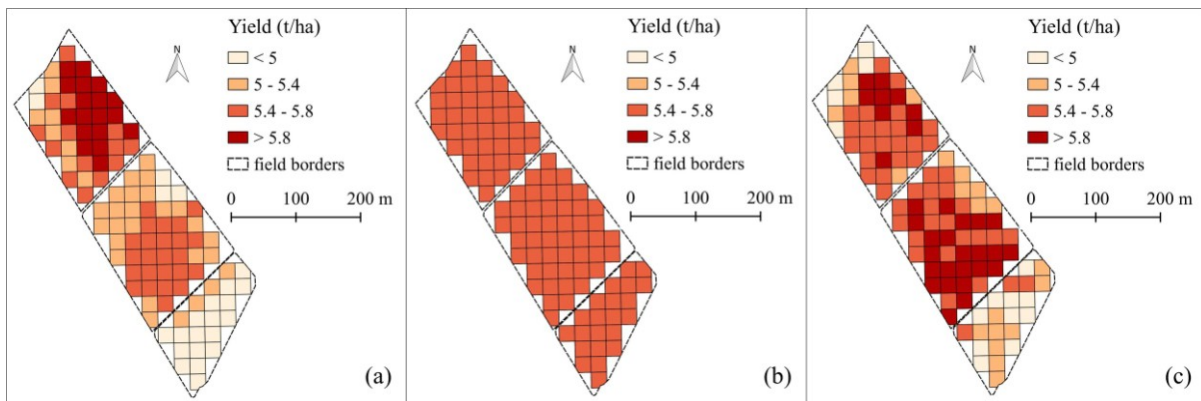 Yield (t/ha)
N
< 5
5 - 5.4
5.4 - 5.8
> 5.8
field borders
0 100 200 m
(a)
Yield (t/ha)
N
< 5
5 - 5.4
5.4 - 5.8
> 5.8
field borders
0 100 200 m
(b)
Yield (t/ha)
N
< 5
5 - 5.4
5.4 - 5.8
> 5.8
field borders
0 100 200 m
(c)